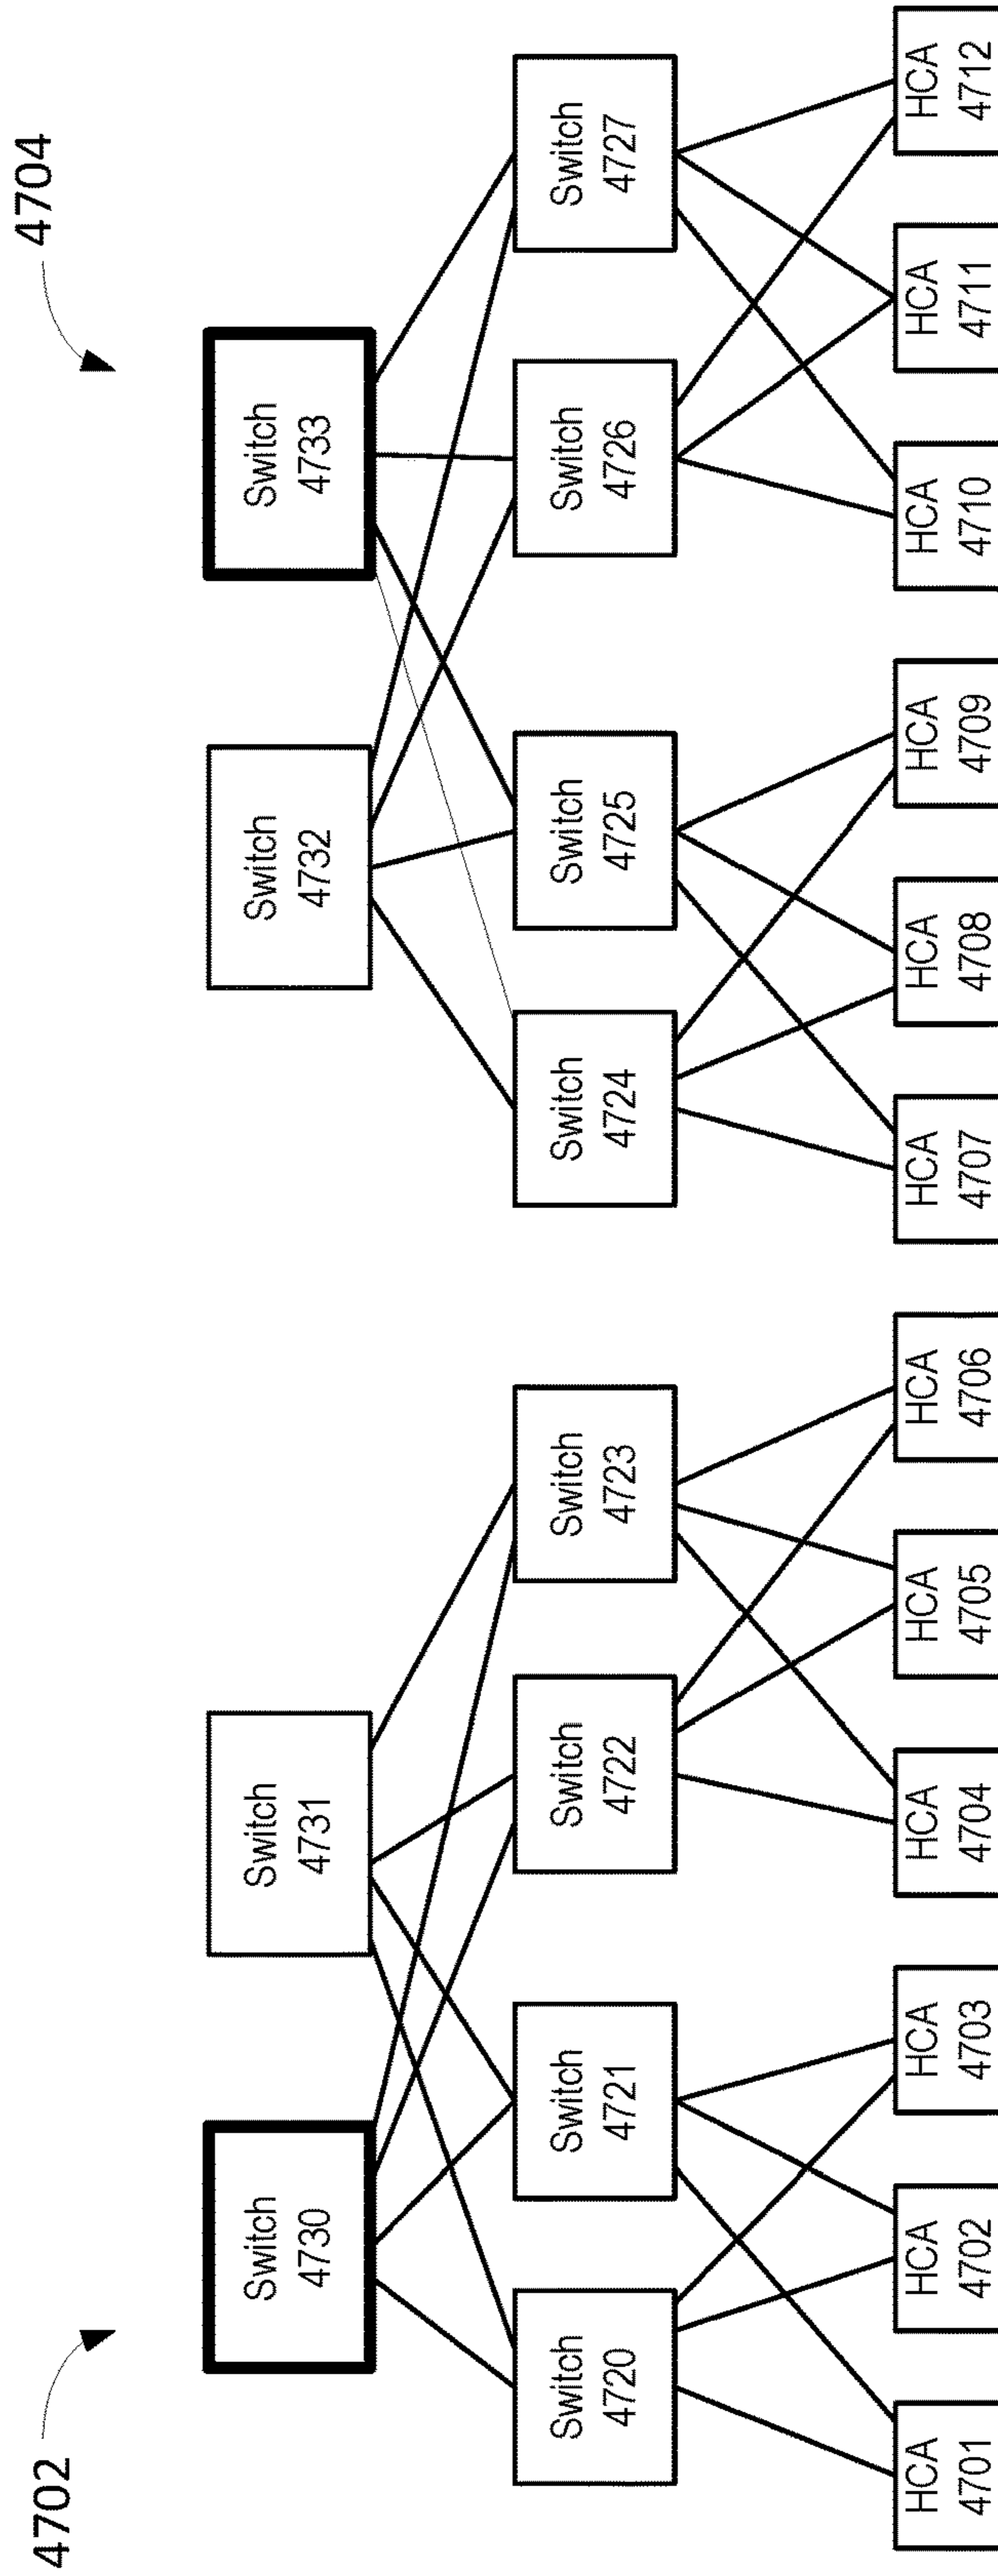 4702
4704
Switch
4730
Switch
4731
Switch
4732
Switch
4733
Switch
4720
Switch
4721
Switch
4722
Switch
4723
Switch
4724
Switch
4725
Switch
4726
Switch
4727
HCA
4701
HCA
4702
HCA
4703
HCA
4704
HCA
4705
HCA
4706
HCA
4707
HCA
4708
HCA
4709
HCA
4710
HCA
4711
HCA
4712